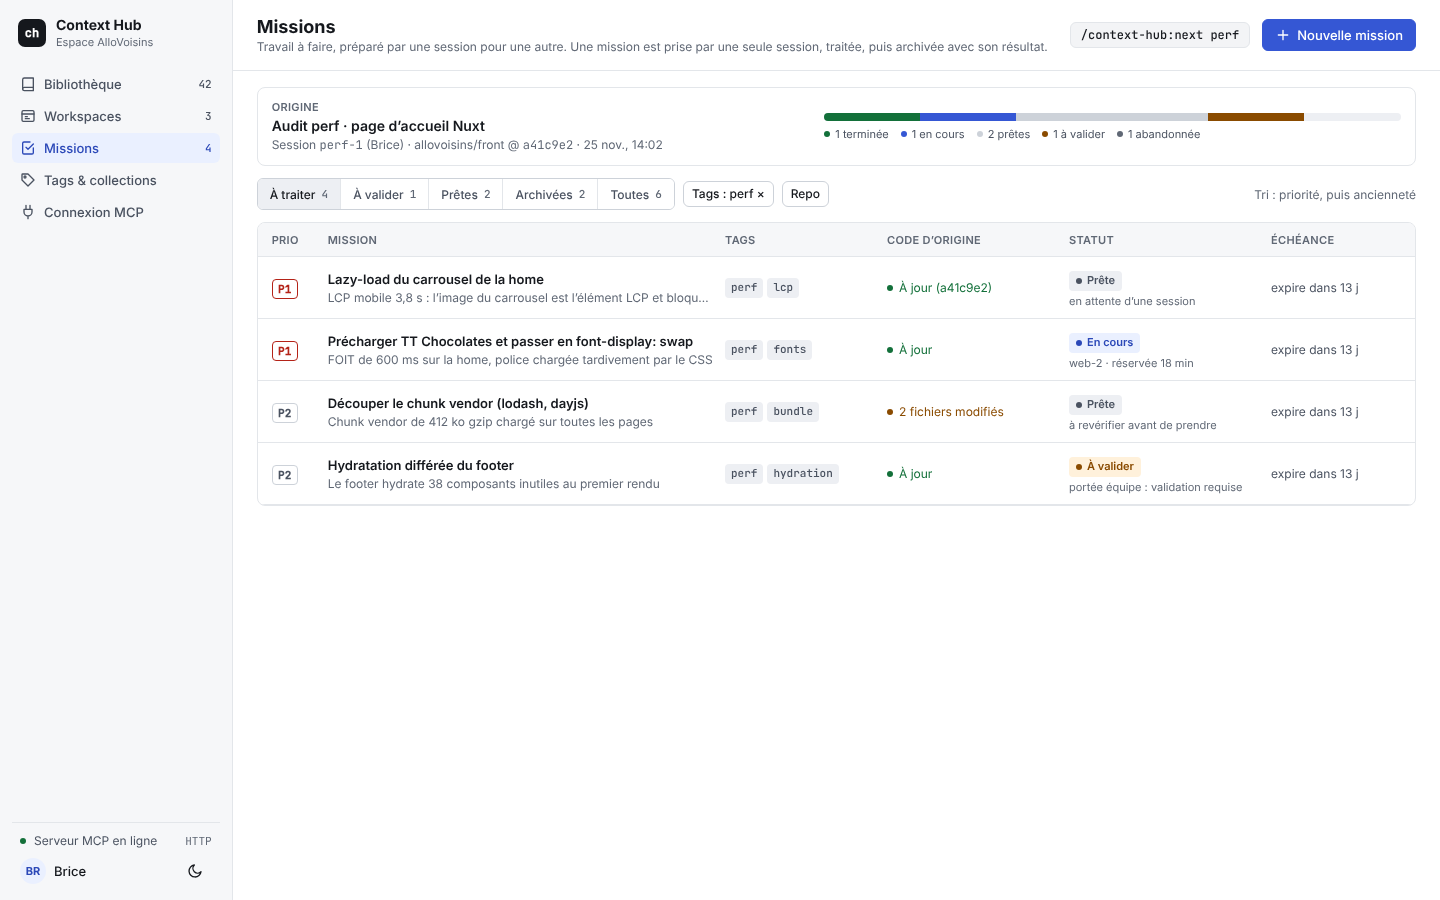 ch
Context Hub
Espace AlloVoisins
Bibliothèque 42
Workspaces 3
Missions 4
Tags & collections
Connexion MCP
Serveur MCP en ligne HTTP
BR Brice
Missions
Travail à faire, préparé par une session pour une autre. Une mission est prise par une seule session, traitée, puis archivée avec son résultat.
/context-hub:next perf
Nouvelle mission
ORIGINE
Audit perf · page d’accueil Nuxt
Session perf-1 (Brice) · allovoisins/front @ a41c9e2 · 25 nov., 14:02
1 terminée 1 en cours 2 prêtes 1 à valider 1 abandonnée
À traiter 4 À valider 1 Prêtes 2 Archivées 2 Toutes 6 Tags : perf × Repo Tri : priorité, puis ancienneté
PRIO MISSION TAGS CODE D’ORIGINE STATUT ÉCHÉANCE
P1
Lazy-load du carrousel de la home
LCP mobile 3,8 s : l’image du carrousel est l’élément LCP et bloqu…
perf lcp
À jour (a41c9e2)
Prête
en attente d’une session
expire dans 13 j
P1
Précharger TT Chocolates et passer en font-display: swap
FOIT de 600 ms sur la home, police chargée tardivement par le CSS
perf fonts
À jour
En cours
web-2 · réservée 18 min
expire dans 13 j
P2
Découper le chunk vendor (lodash, dayjs)
Chunk vendor de 412 ko gzip chargé sur toutes les pages
perf bundle
2 fichiers modifiés
Prête
à revérifier avant de prendre
expire dans 13 j
P2
Hydratation différée du footer
Le footer hydrate 38 composants inutiles au premier rendu
perf hydration
À jour
À valider
portée équipe : validation requise
expire dans 13 j